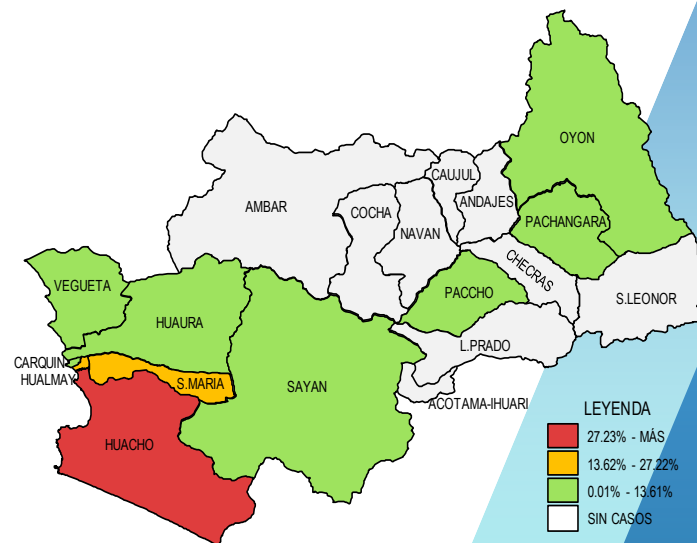 OYON
CAUJUL
AMBAR
COCHA
ANDAJES
NAVAN
PACHANGARA
CHECRAS
VEGUETA
PACCHO
S.LEONOR
HUAURA
L.PRADO
CARQUIN
HUALMAY
S.MARIA
SAYAN
ACOTAMA-IHUARI
HUACHO
LEYENDA
27.23% - MÁS
13.62% - 27.22%
0.01% - 13.61%
SIN CASOS